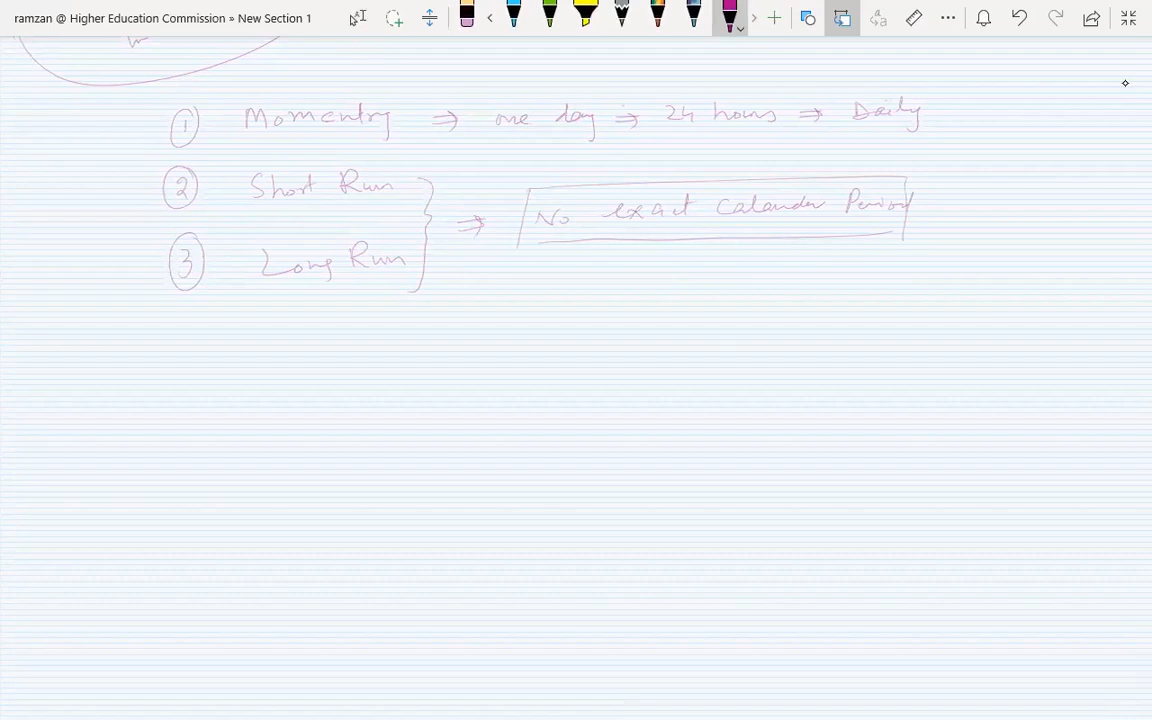 ramzan @ Higher Education Commission » New Section 1
① Momentry ⇒ one day ⇒ 24 hours ⇒ Daily
② Short Run
⇒ No exact Calander Period
③ Long Run